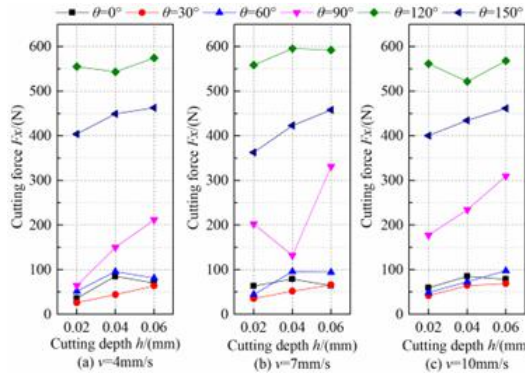 θ=0° θ=30° θ=60° θ=90° θ=120° θ=150°
600
500
400
300
200
100
0
Cutting force Fx/(N)
0.02 0.04 0.06
Cutting depth h/(mm)
(a) v=4mm/s
600
500
400
300
200
100
0
Cutting force Fx/(N)
0.02 0.04 0.06
Cutting depth h/(mm)
(b) v=7mm/s
600
500
400
300
200
100
0
Cutting force Fx/(N)
0.02 0.04 0.06
Cutting depth h/(mm)
(c) v=10mm/s